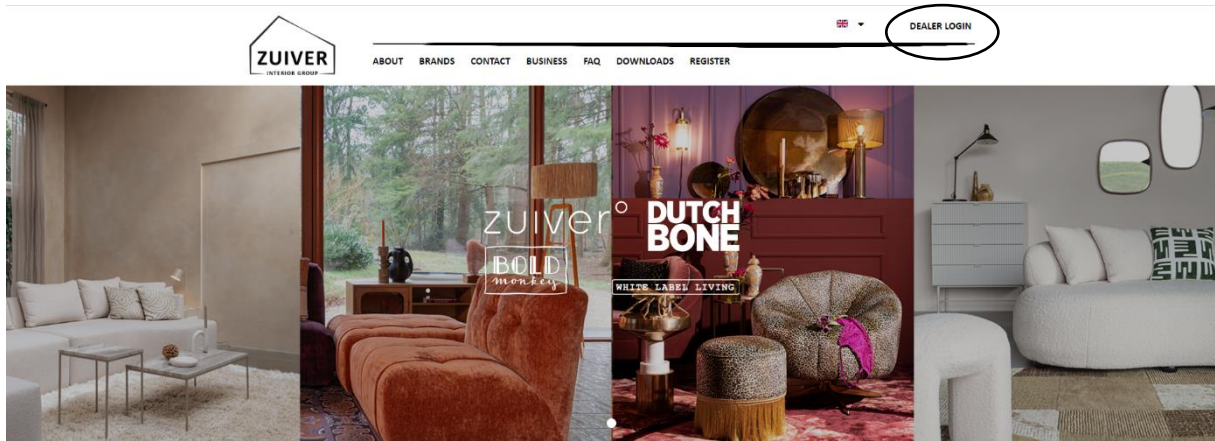 DEALER LOGIN
ZUIVER
INTERIOR GROUP
ABOUT BRANDS CONTACT BUSINESS FAQ DOWNLOADS REGISTER
zuiver°
DUTCH
BONE
BOLD
monkey
WHITE LABEL LIVING